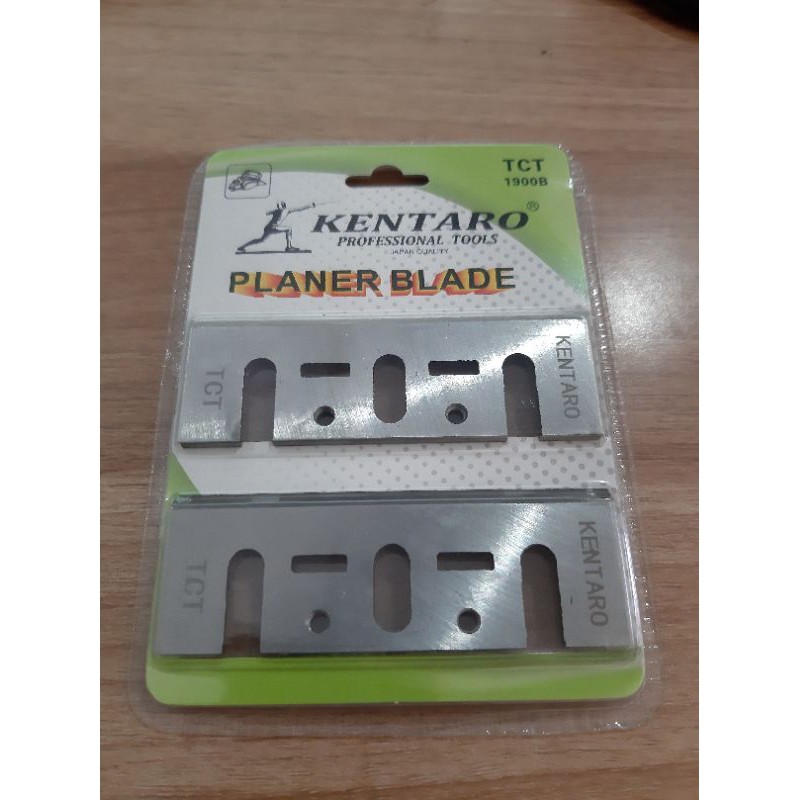 TCT
1900B
KENTARO®
PROFESSIONAL TOOLS
JAPAN QUALITY
PLANER BLADE
TCT
KENTARO
TCT
KENTARO